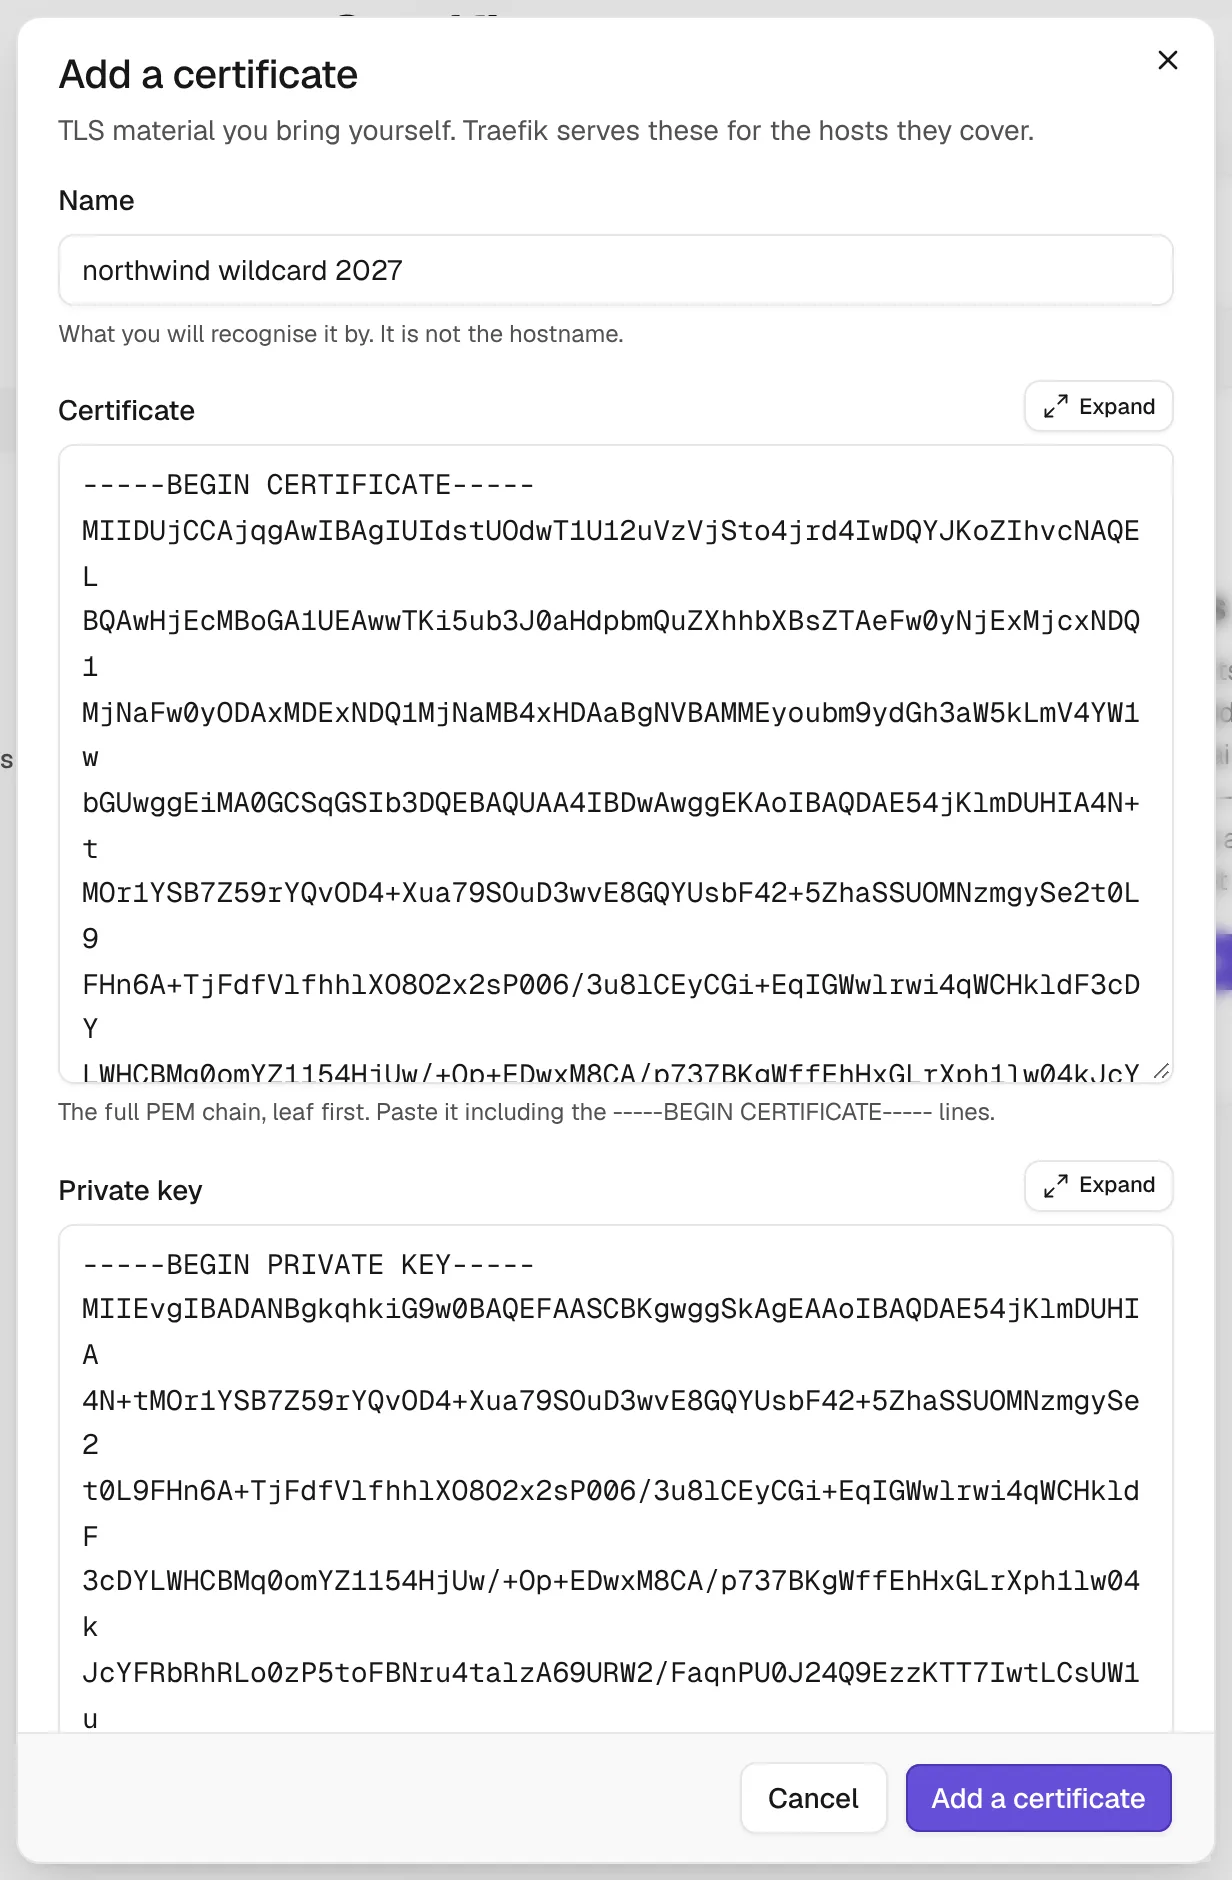 Add a certificate
TLS material you bring yourself. Traefik serves these for the hosts they cover.
Name
northwind wildcard 2027
What you will recognise it by. It is not the hostname.
Certificate
Expand
-----BEGIN CERTIFICATE-----
MIIDUjCCAjqgAwIBAgIUIdstUOdwT1U12uVzVjSto4jrd4IwDQYJKoZIhvcNAQE
L
BQAwHjEcMBoGA1UEAwwTKi5ub3J0aHdpbmQuZXhhbXBsZTAeFw0yNjExMjcxNDQ
1
MjNaFw0yODAxMDExNDQ1MjNaMB4xHDAaBgNVBAMMEyoubm9ydGh3aW5kLmV4YW1
w
bGUwggEiMA0GCSqGSIb3DQEBAQUAA4IBDwAwggEKAoIBAQDAE54jKlmDUHIA4N+
t
MOr1YSB7Z59rYQvOD4+Xua79SOuD3wvE8GQYUsbF42+5ZhaSSUOMNzmgySe2t0L
9
FHn6A+TjFdfVlfhhlXO8O2x2sP006/3u8lCEyCGi+EqIGWwlrwi4qWCHkldF3cD
Y
LWHCBMq0omYZ1154HjUw/+Op+EDwxM8CA/p737BKgWffEhHxGLrXph1lw04kJcY
The full PEM chain, leaf first. Paste it including the -----BEGIN CERTIFICATE----- lines.
Private key
Expand
-----BEGIN PRIVATE KEY-----
MIIEvgIBADANBgkqhkiG9w0BAQEFAASCBKgwggSkAgEAAoIBAQDAE54jKlmDUHI
A
4N+tMOr1YSB7Z59rYQvOD4+Xua79SOuD3wvE8GQYUsbF42+5ZhaSSUOMNzmgySe
2
t0L9FHn6A+TjFdfVlfhhlXO8O2x2sP006/3u8lCEyCGi+EqIGWwlrwi4qWCHkld
F
3cDYLWHCBMq0omYZ1154HjUw/+Op+EDwxM8CA/p737BKgWffEhHxGLrXph1lw04
k
JcYFRbRhRLo0zP5toFBNru4talzA69URW2/FaqnPU0J24Q9EzzKTT7IwtLCsUW1
u
Cancel
Add a certificate